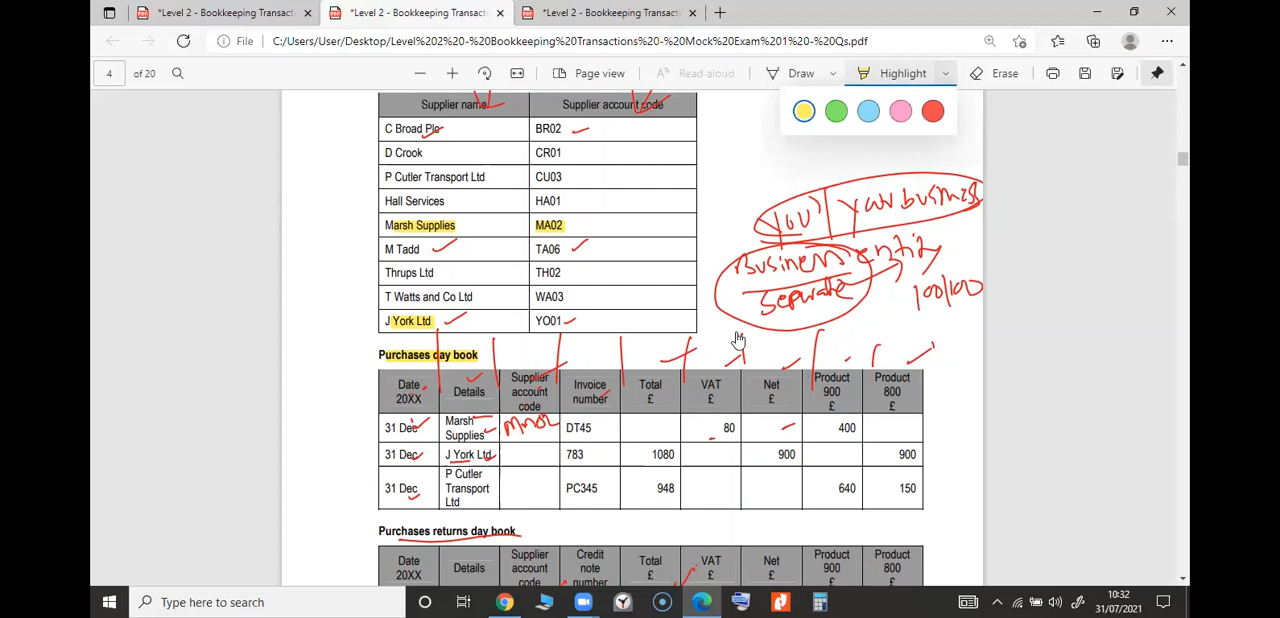 *Level 2 - Bookkeeping Transacti
*Level 2 - Bookkeeping Transacti
*Level 2 - Bookkeeping Transacti
File
C:/Users/User/Desktop/Level%202%20-%20Bookkeeping%20Transactions%20-%20Mock%20Exam%201%20-%20Qs.pdf
4 of 20
Page view
Read aloud
Draw
Highlight
Erase
Supplier name Supplier account code
C Broad Plc BR02
D Crook CR01
P Cutler Transport Ltd CU03
Hall Services HA01
Marsh Supplies MA02
M Tadd TA06
Thrups Ltd TH02
T Watts and Co Ltd WA03
J York Ltd YO01
You Your business
Business entity
separate
100/100
Purchases day book
Date 20XX Details Supplier account code Invoice number Total £ VAT £ Net £ Product 900 £ Product 800 £
31 Dec Marsh Supplies MA02 DT45 80 400
31 Dec J York Ltd 783 1080 900 900
31 Dec P Cutler Transport Ltd PC345 948 640 150
Purchases returns day book
Date 20XX Details Supplier account code Credit note number Total £ VAT £ Net £ Product 900 £ Product 800 £
Type here to search
10:32
31/07/2021